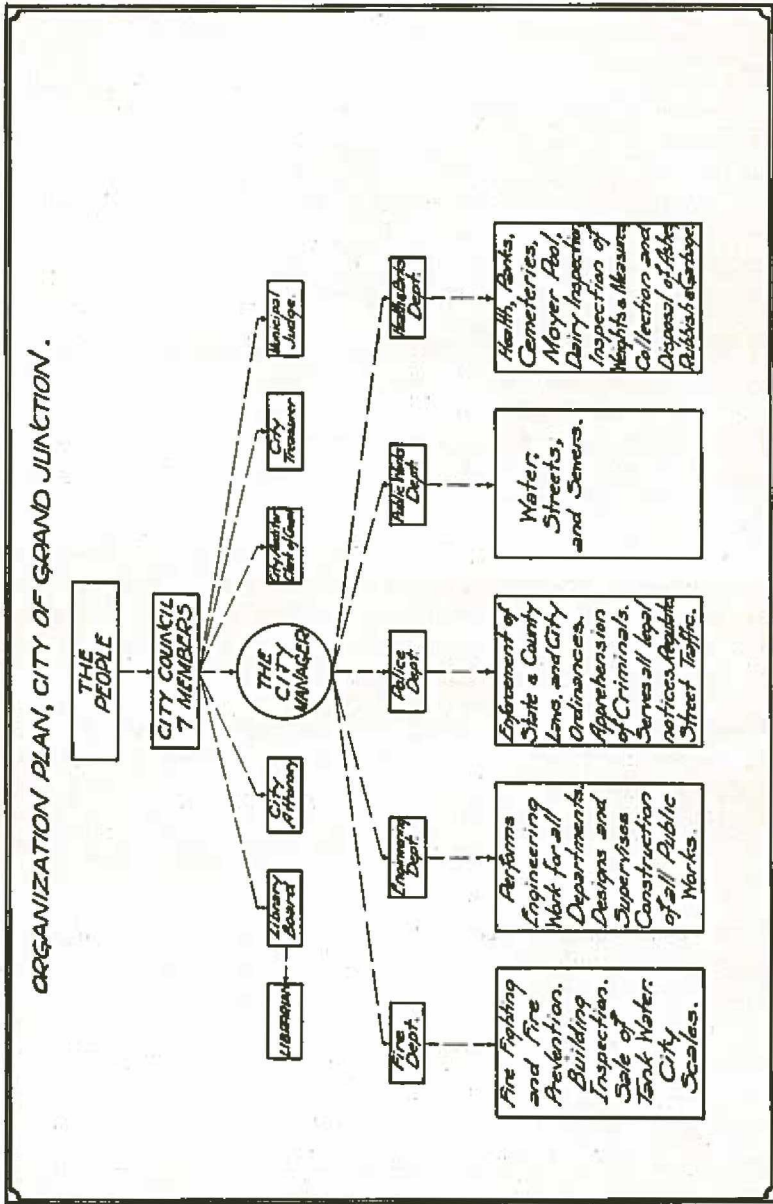 ORGANIZATION PLAN, CITY OF GRAND JUNCTION.
THE
PEOPLE
CITY COUNCIL
7 MEMBERS
LIBRARIAN
Library
Board
City
Attorney
THE
CITY
MANAGER
City Auditor
Clerk of Court
City
Treasurer
Municipal
Judge.
Fire
Dept.
Engineering
Dept.
Police
Dept.
Public Works
Dept.
Health & Parks
Dept.
Fire Fighting
and Fire
Prevention.
Building
Inspection.
Sale of
Tank Water.
City
Scales.
Performs
Engineering
Work for all
Departments.
Designs and
Supervises
Construction
of all Public
Works.
Enforcement of
State & County
Laws, and City
Ordinances.
Apprehension
of Criminals.
Serves all legal
notices.
Street Traffic.
Water.
Streets,
and Sewers.
Health, Parks,
Cemeteries,
Moyer Pool,
Dairy Inspection
Inspection of
Weights & Measures
Collection and
Disposal of Ashes
Rubbish & Garbage.